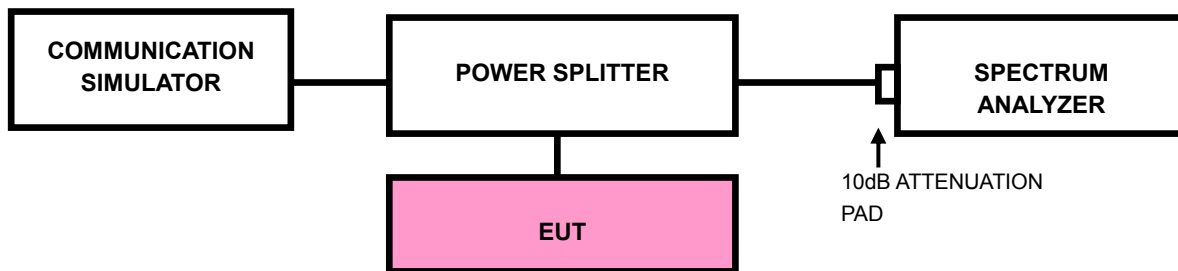 COMMUNICATION
SIMULATOR
POWER SPLITTER
SPECTRUM
ANALYZER
10dB ATTENUATION
PAD
EUT